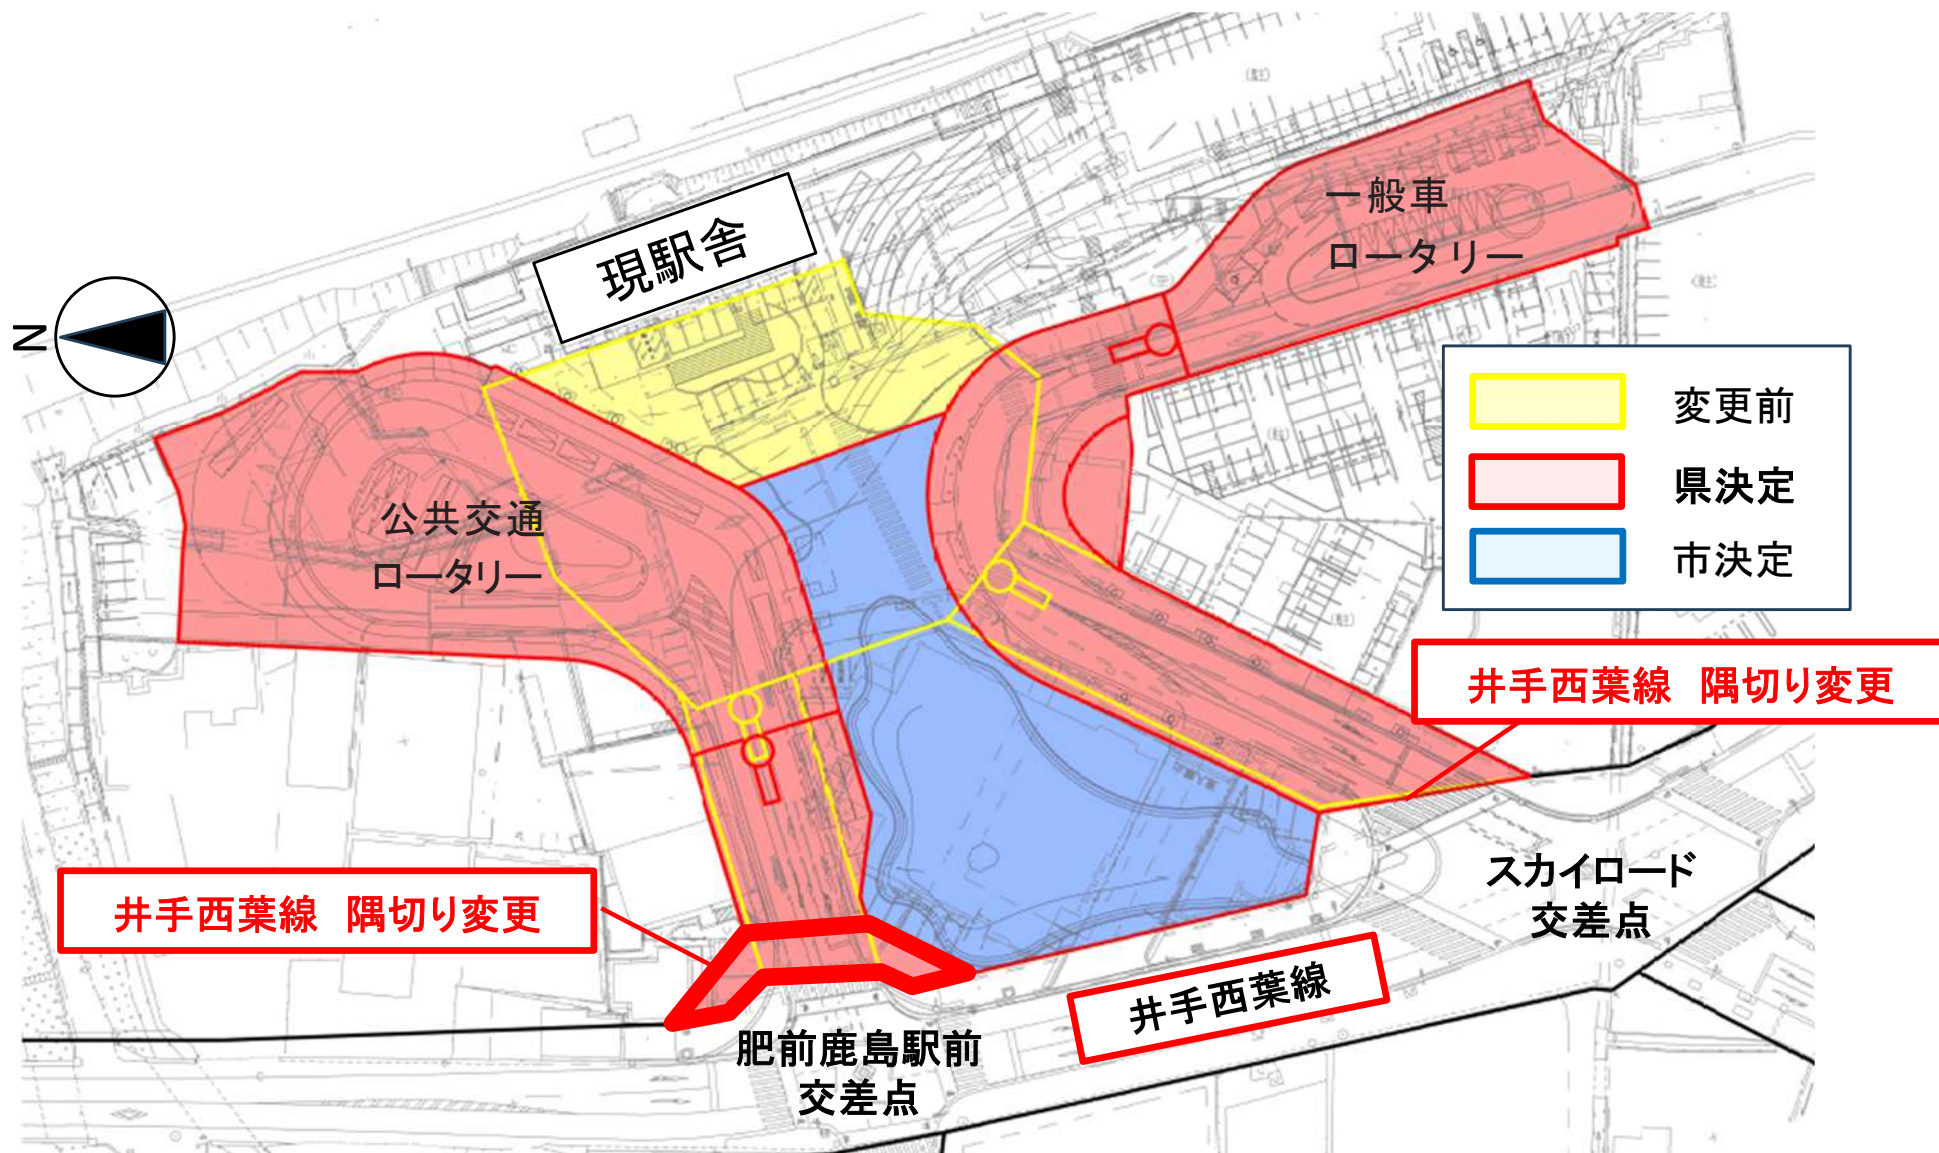 一般車
ロータリー
現駅舎
N
変更前
県決定
市決定
公共交通
ロータリー
井手西葉線 隅切り変更
スカイロード
交差点
井手西葉線 隅切り変更
井手西葉線
肥前鹿島駅前
交差点